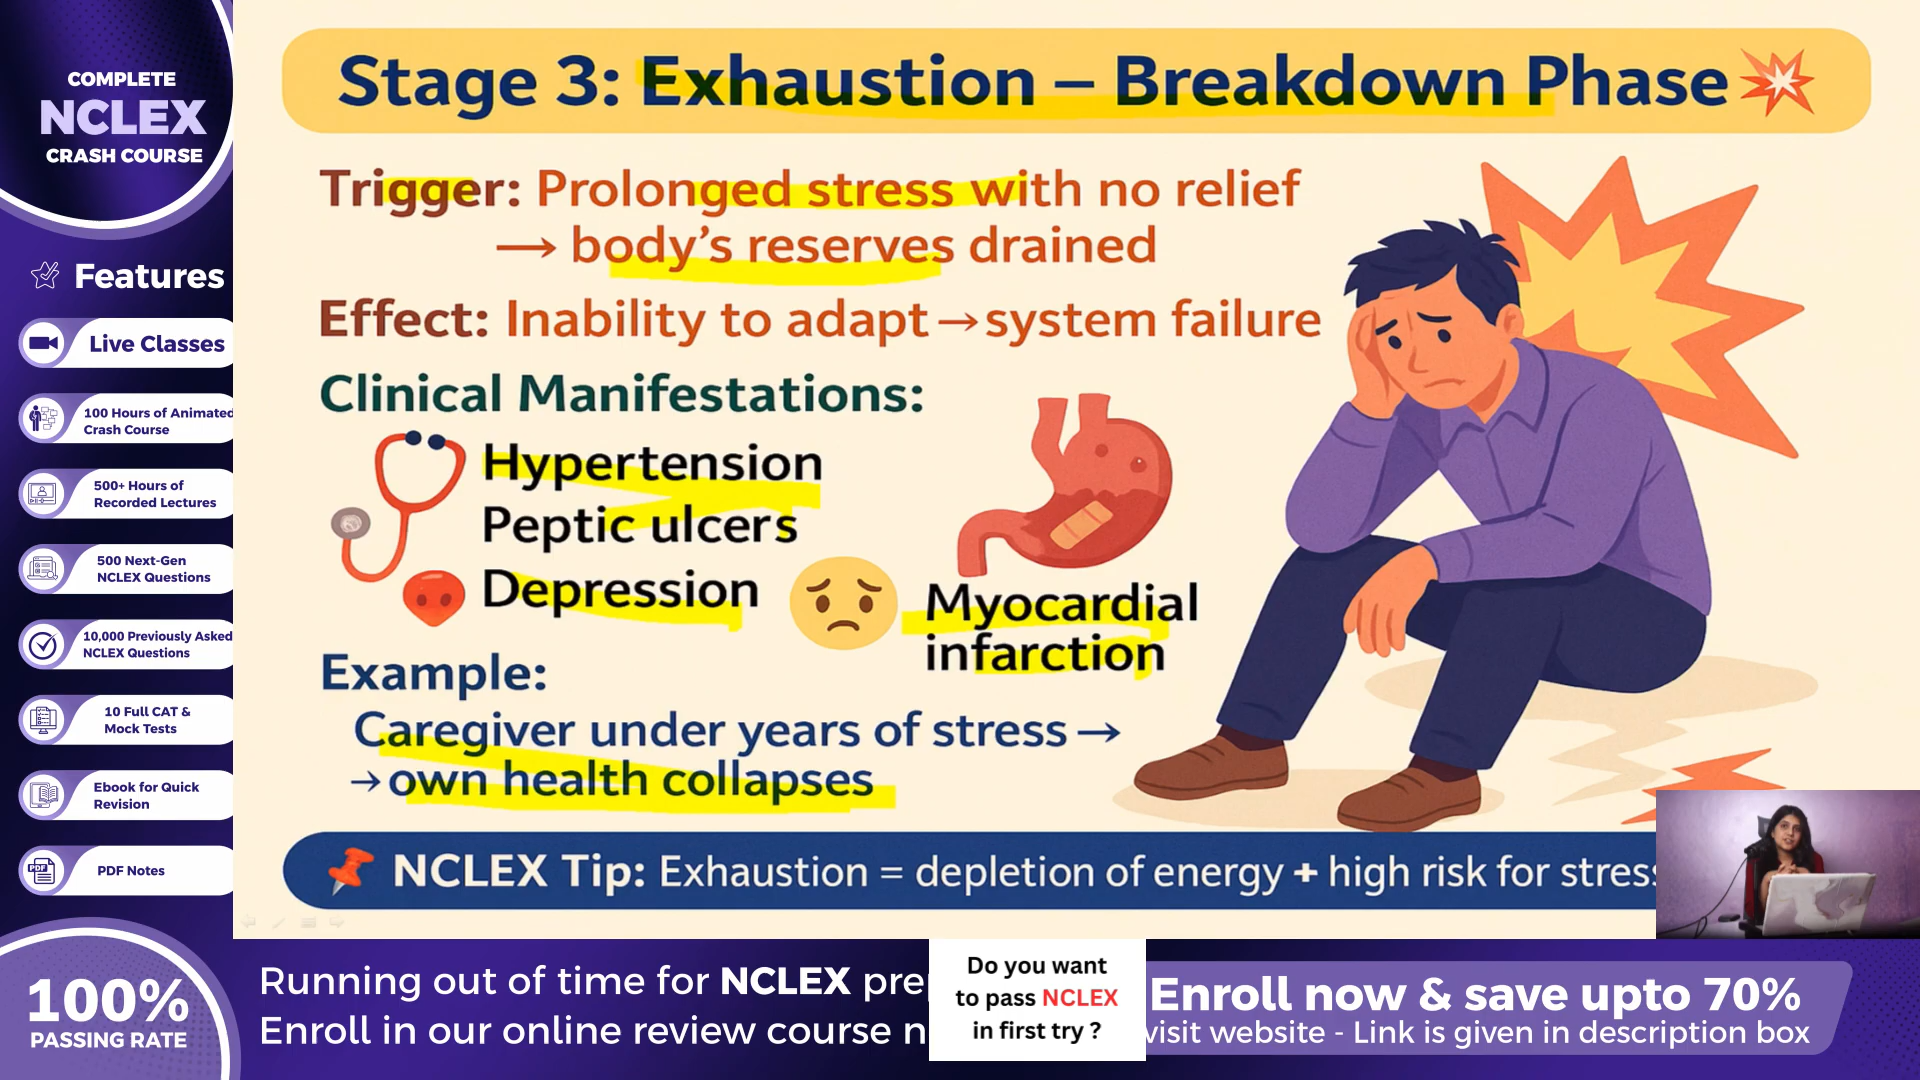 COMPLETE
NCLEX
CRASH COURSE
Features
Live Classes
100 Hours of Animated
Crash Course
500+ Hours of
Recorded Lectures
500 Next-Gen
NCLEX Questions
10,000 Previously Asked
NCLEX Questions
10 Full CAT &
Mock Tests
Ebook for Quick
Revision
PDF
PDF Notes
100%
PASSING RATE
Stage 3: Exhaustion – Breakdown Phase
Trigger: Prolonged stress with no relief
→ body's reserves drained
Effect: Inability to adapt → system failure
Clinical Manifestations:
Hypertension
Peptic ulcers
Depression
Myocardial
infarction
Example:
Caregiver under years of stress →
→ own health collapses
NCLEX Tip: Exhaustion = depletion of energy + high risk for
Running out of time for NCLEX
Enroll in our online review course
Do you want
to pass NCLEX
in first try ?
Enroll now & save upto 70%
visit website - Link is given in description box